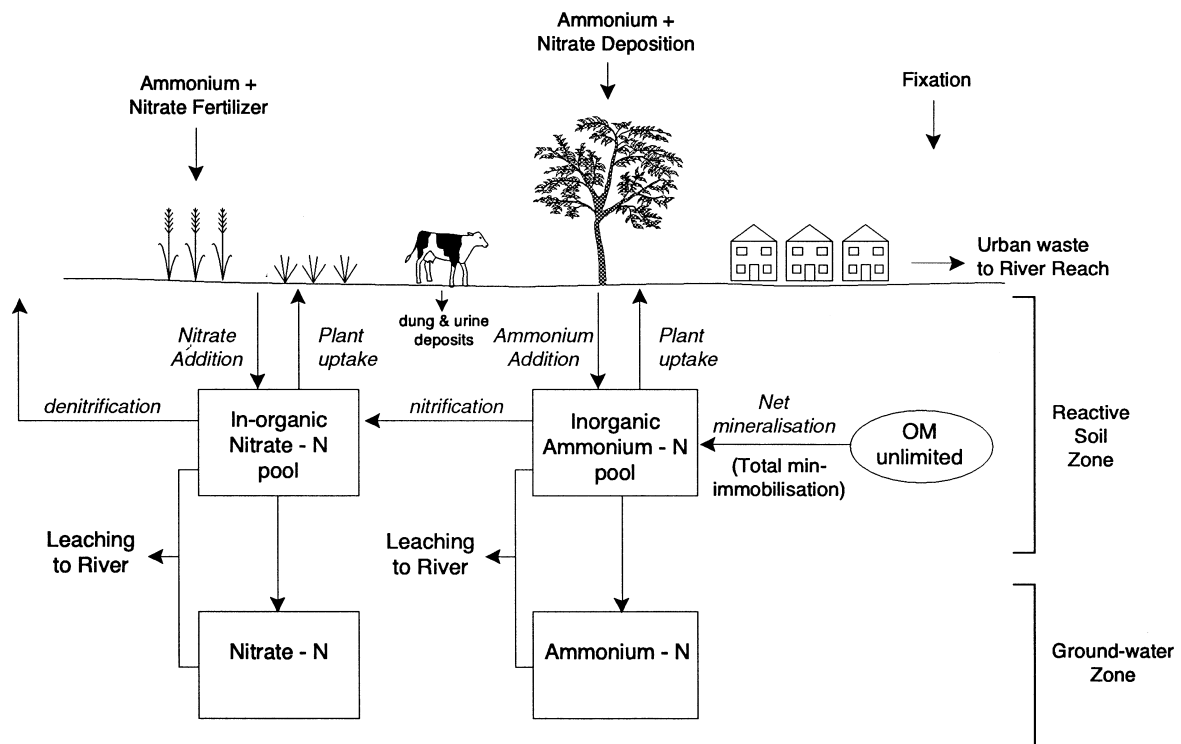 Ammonium +
Nitrate Deposition
Ammonium +
Nitrate Fertilizer
Fixation
Urban waste
to River Reach
dung & urine
deposits
Nitrate
Addition
Plant
uptake
Ammonium
Addition
Plant
uptake
denitrification
In-organic
Nitrate - N
pool
nitrification
Inorganic
Ammonium - N
pool
Net
mineralisation
(Total min-
immobilisation)
OM
unlimited
Reactive
Soil
Zone
Leaching
to River
Leaching
to River
Nitrate - N
Ammonium - N
Ground-water
Zone